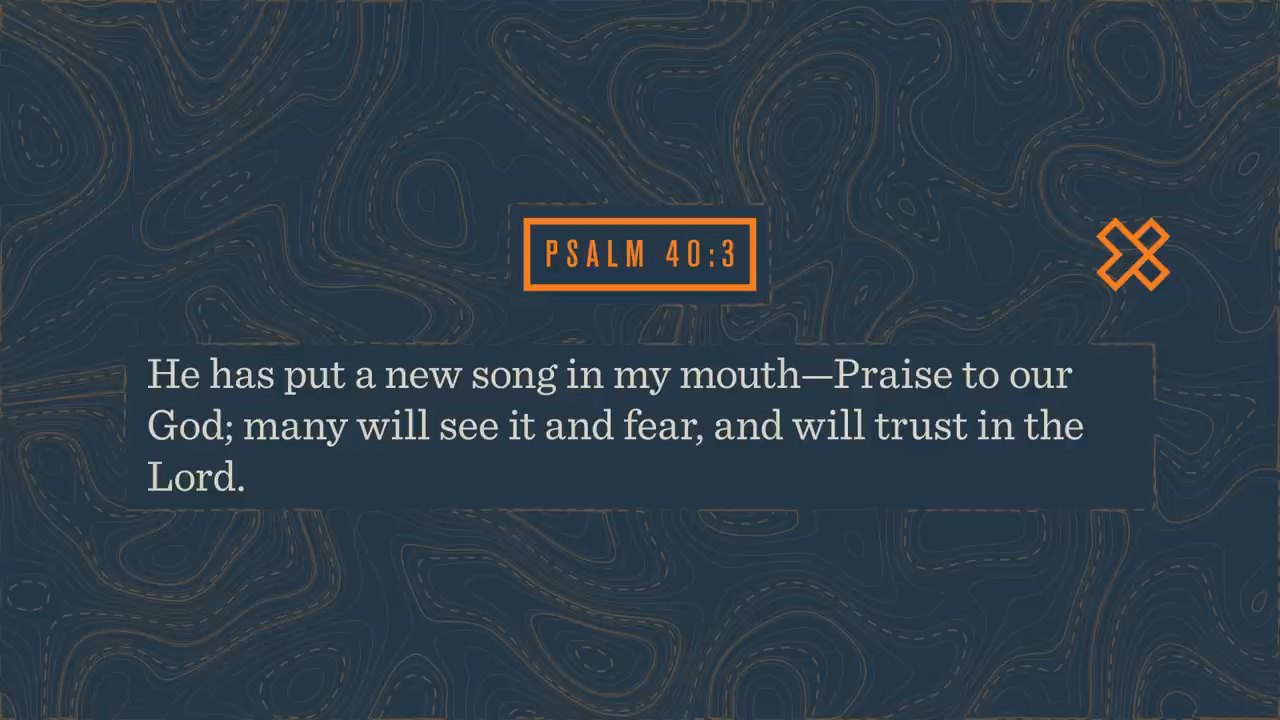 PSALM 40:3
He has put a new song in my mouth—Praise to our
God; many will see it and fear, and will trust in the
Lord.